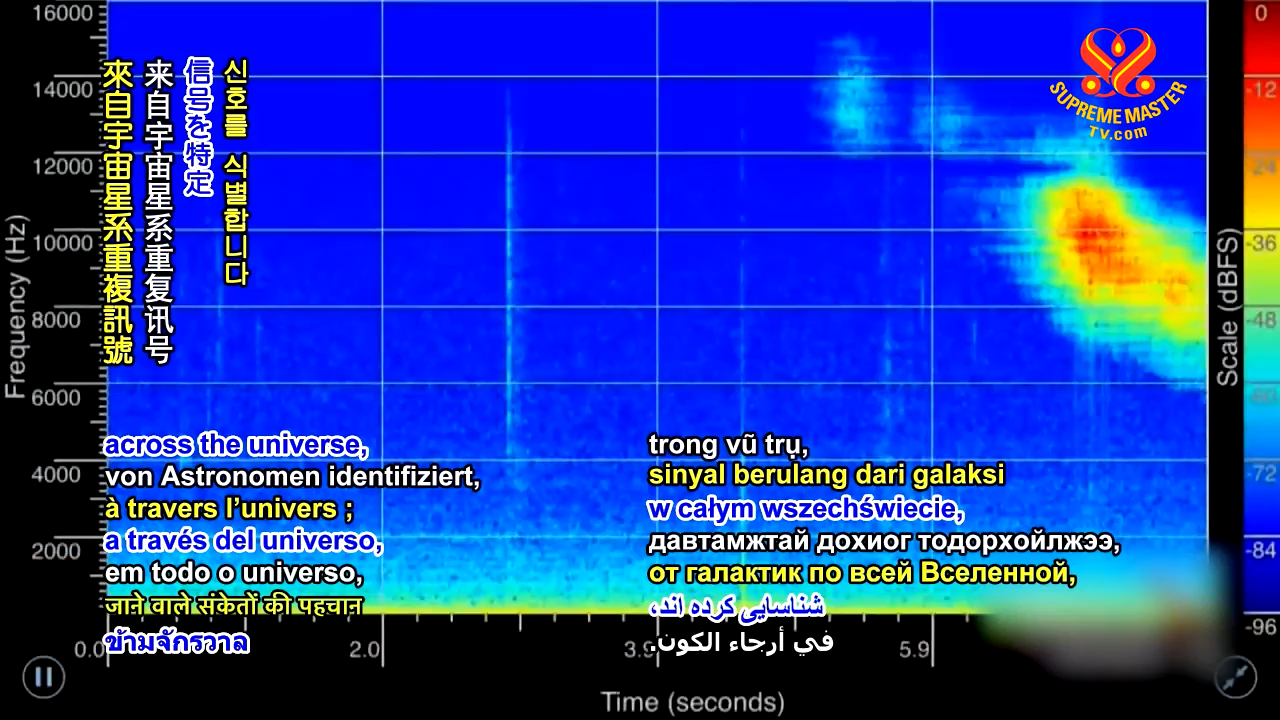 16000
14000
12000
10000
8000
6000
4000
2000
Frequency (Hz)
來自宇宙星系重複訊號
来自宇宙星系重复讯号
信号を特定
신호를 식별합니다
SUPREME MASTER
TV.com
0
-12
-24
-36
-48
-60
-72
-84
-96
Scale (dBFS)
across the universe,
von Astronomen identifiziert,
à travers l’univers ;
a través del universo,
em todo o universo,
जाने वाले संकेतों की पहचान
ข้ามจักรวาล
trong vũ trụ,
sinyal berulang dari galaksi
w całym wszechświecie,
давтамжтай дохиог тодорхойлжээ,
от галактик по всей Вселенной,
شناسایی کرده اند،
في أرجاء الكون.
0.0
2.0
3.9
5.9
Time (seconds)